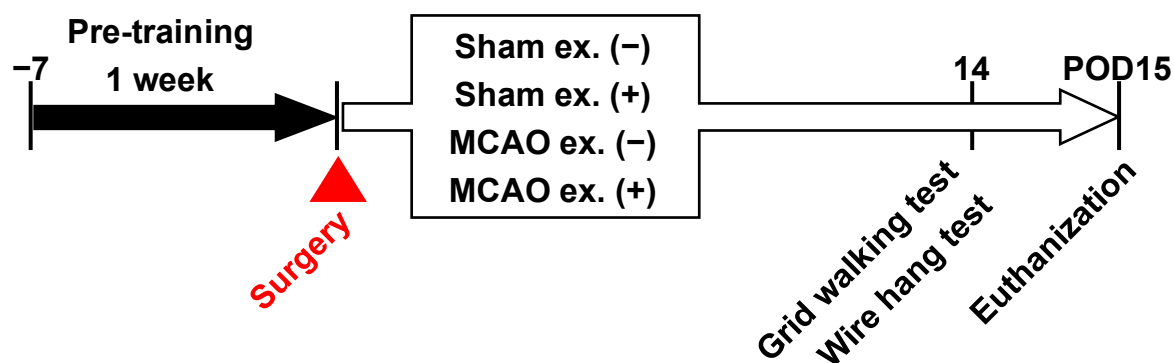 Pre-training
1 week
−7
Sham ex. (−)
Sham ex. (+)
MCAO ex. (−)
MCAO ex. (+)
14
POD15
Surgery
Grid walking test
Wire hang test
Euthanization